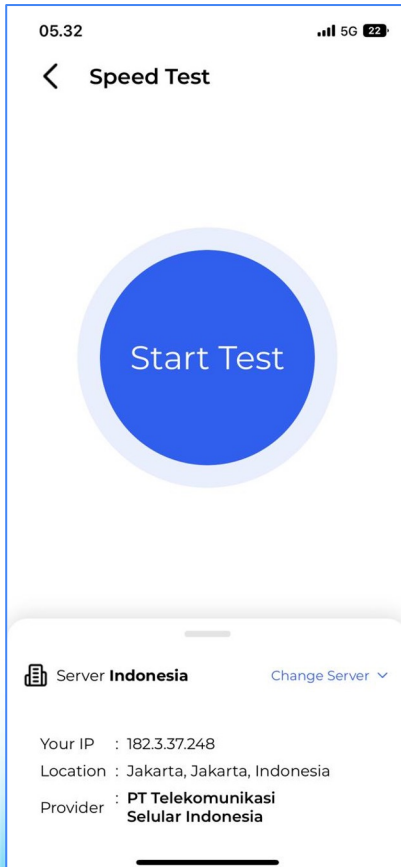 05.32 5G 22
Speed Test
Start Test
Server Indonesia Change Server
Your IP : 182.3.37.248
Location : Jakarta, Jakarta, Indonesia
Provider : PT Telekomunikasi
Selular Indonesia